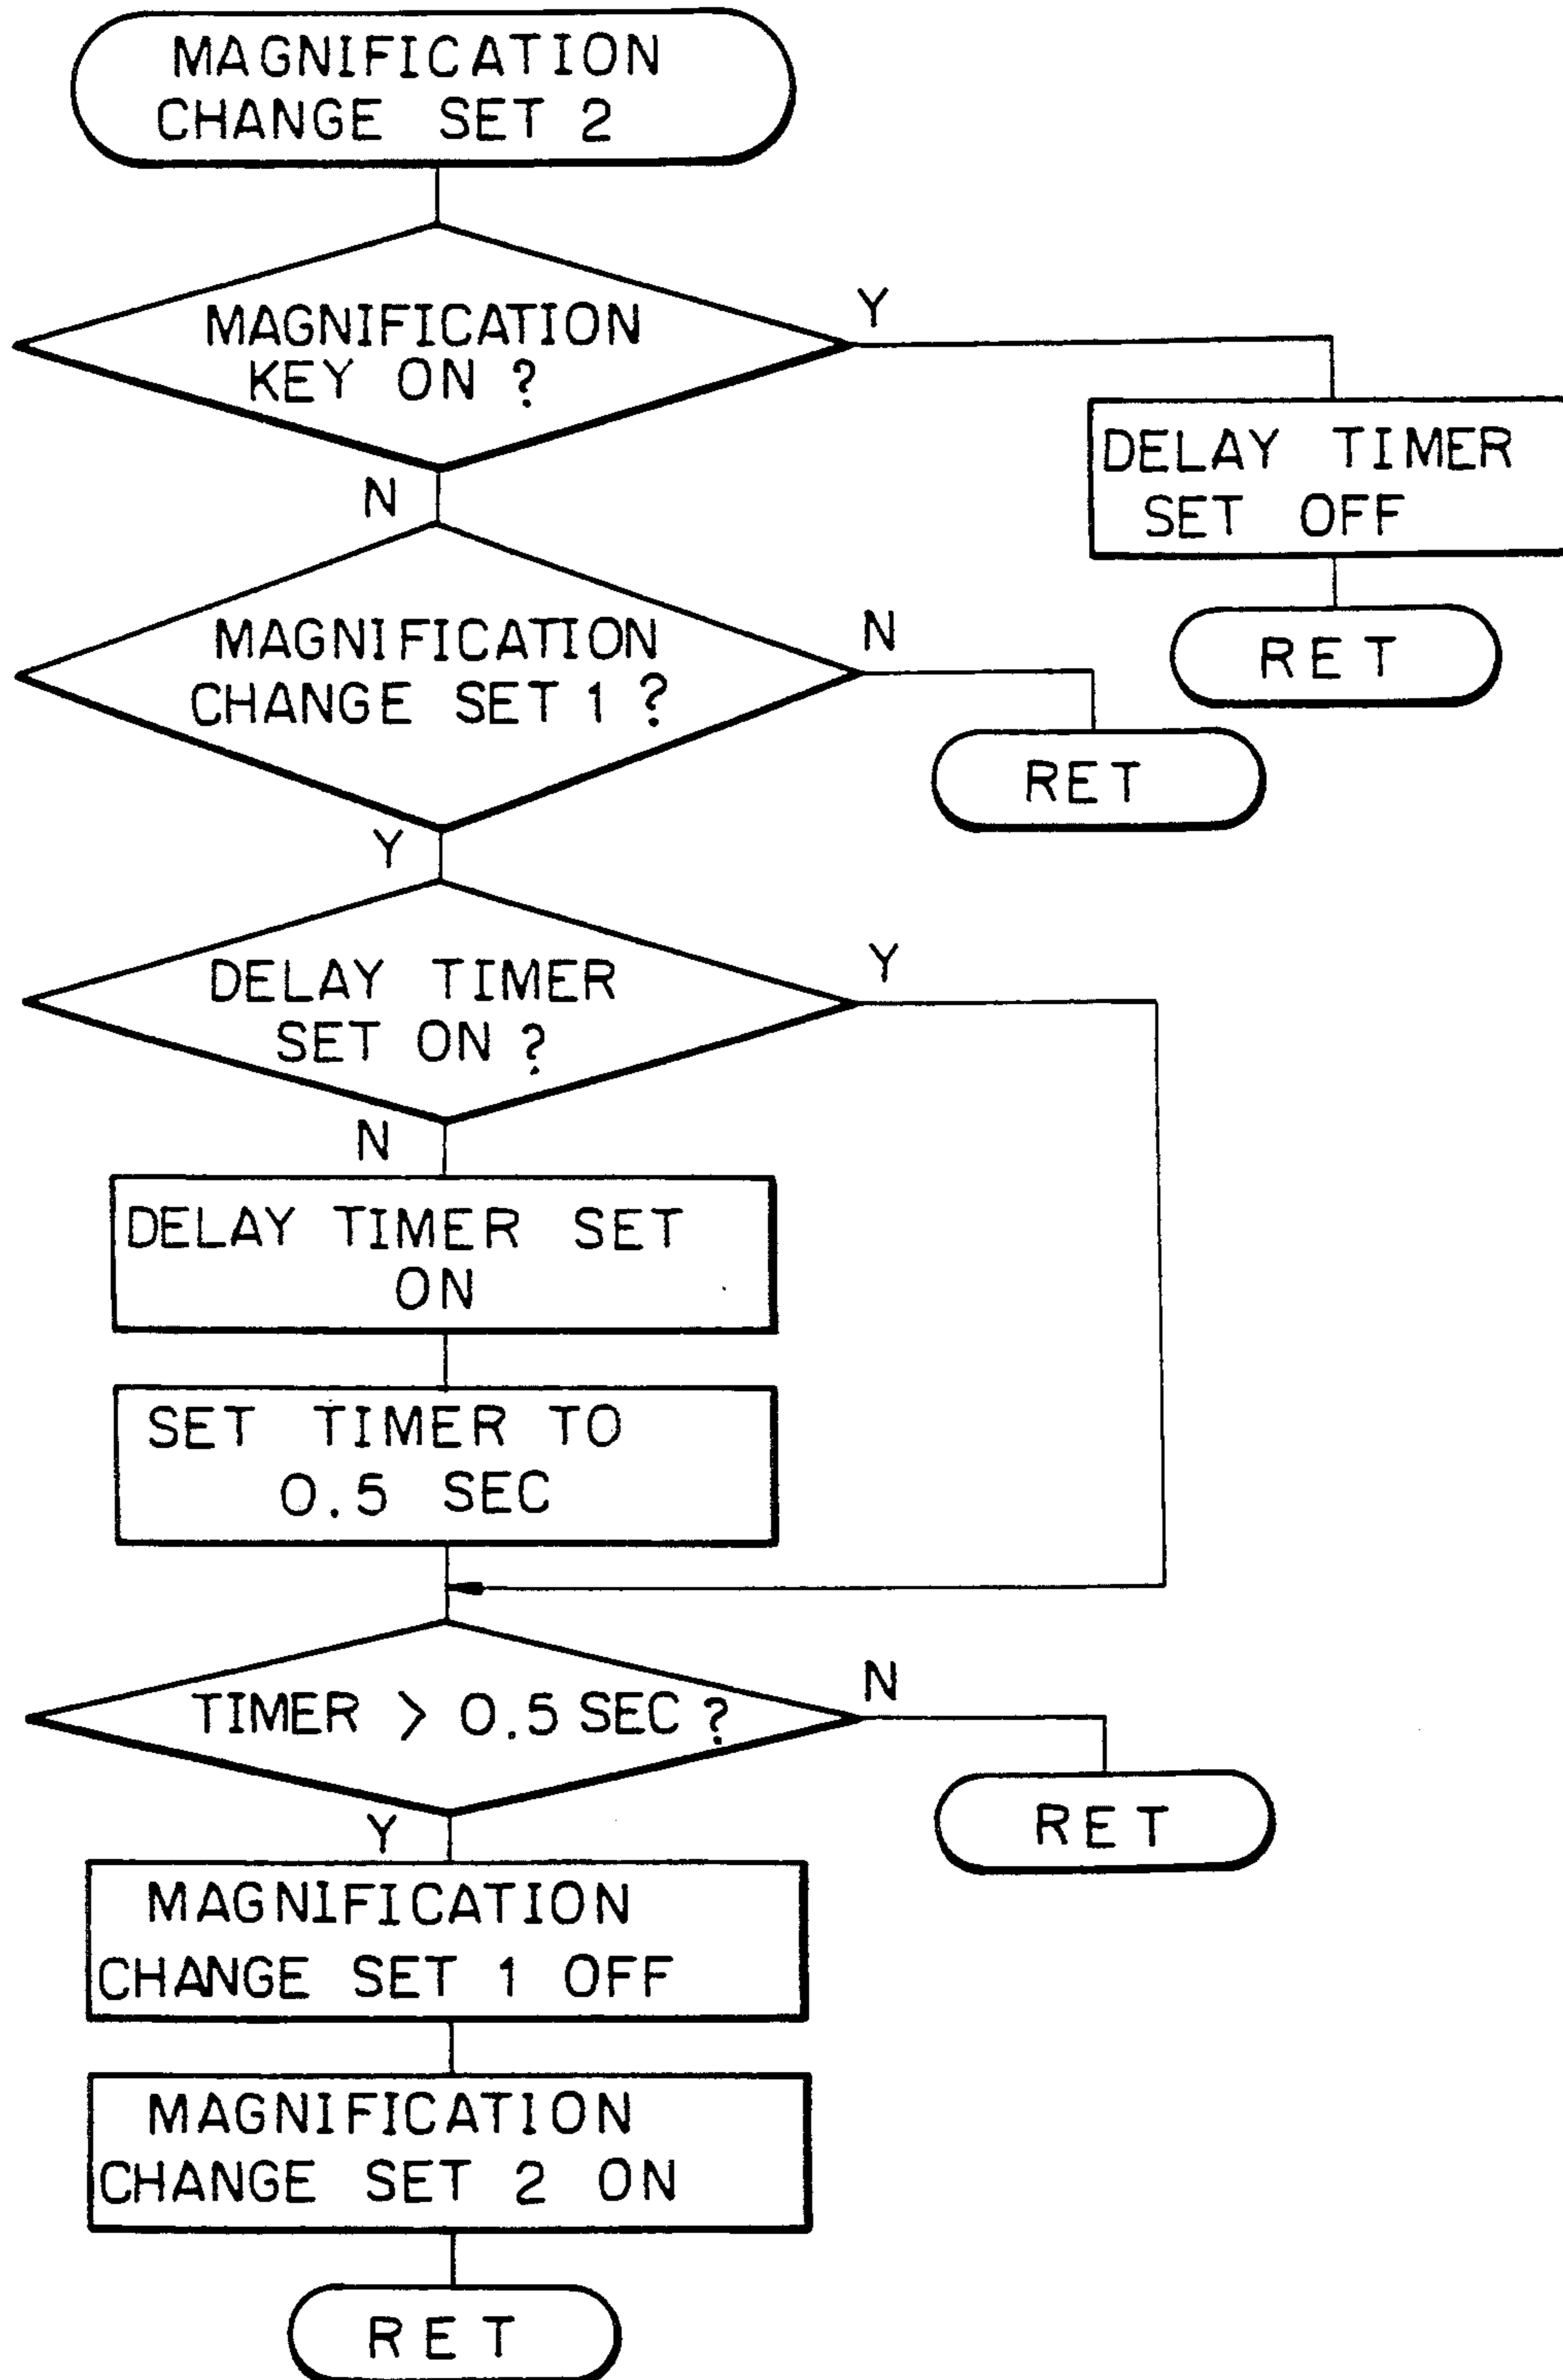 MAGNIFICATION
CHANGE SET 2
MAGNIFICATION
KEY ON ?
Y
DELAY TIMER
SET OFF
RET
N
MAGNIFICATION
CHANGE SET 1 ?
N
RET
Y
DELAY TIMER
SET ON ?
Y
N
DELAY TIMER SET
ON
SET TIMER TO
0.5 SEC
TIMER > 0.5 SEC ?
N
RET
Y
MAGNIFICATION
CHANGE SET 1 OFF
MAGNIFICATION
CHANGE SET 2 ON
RET